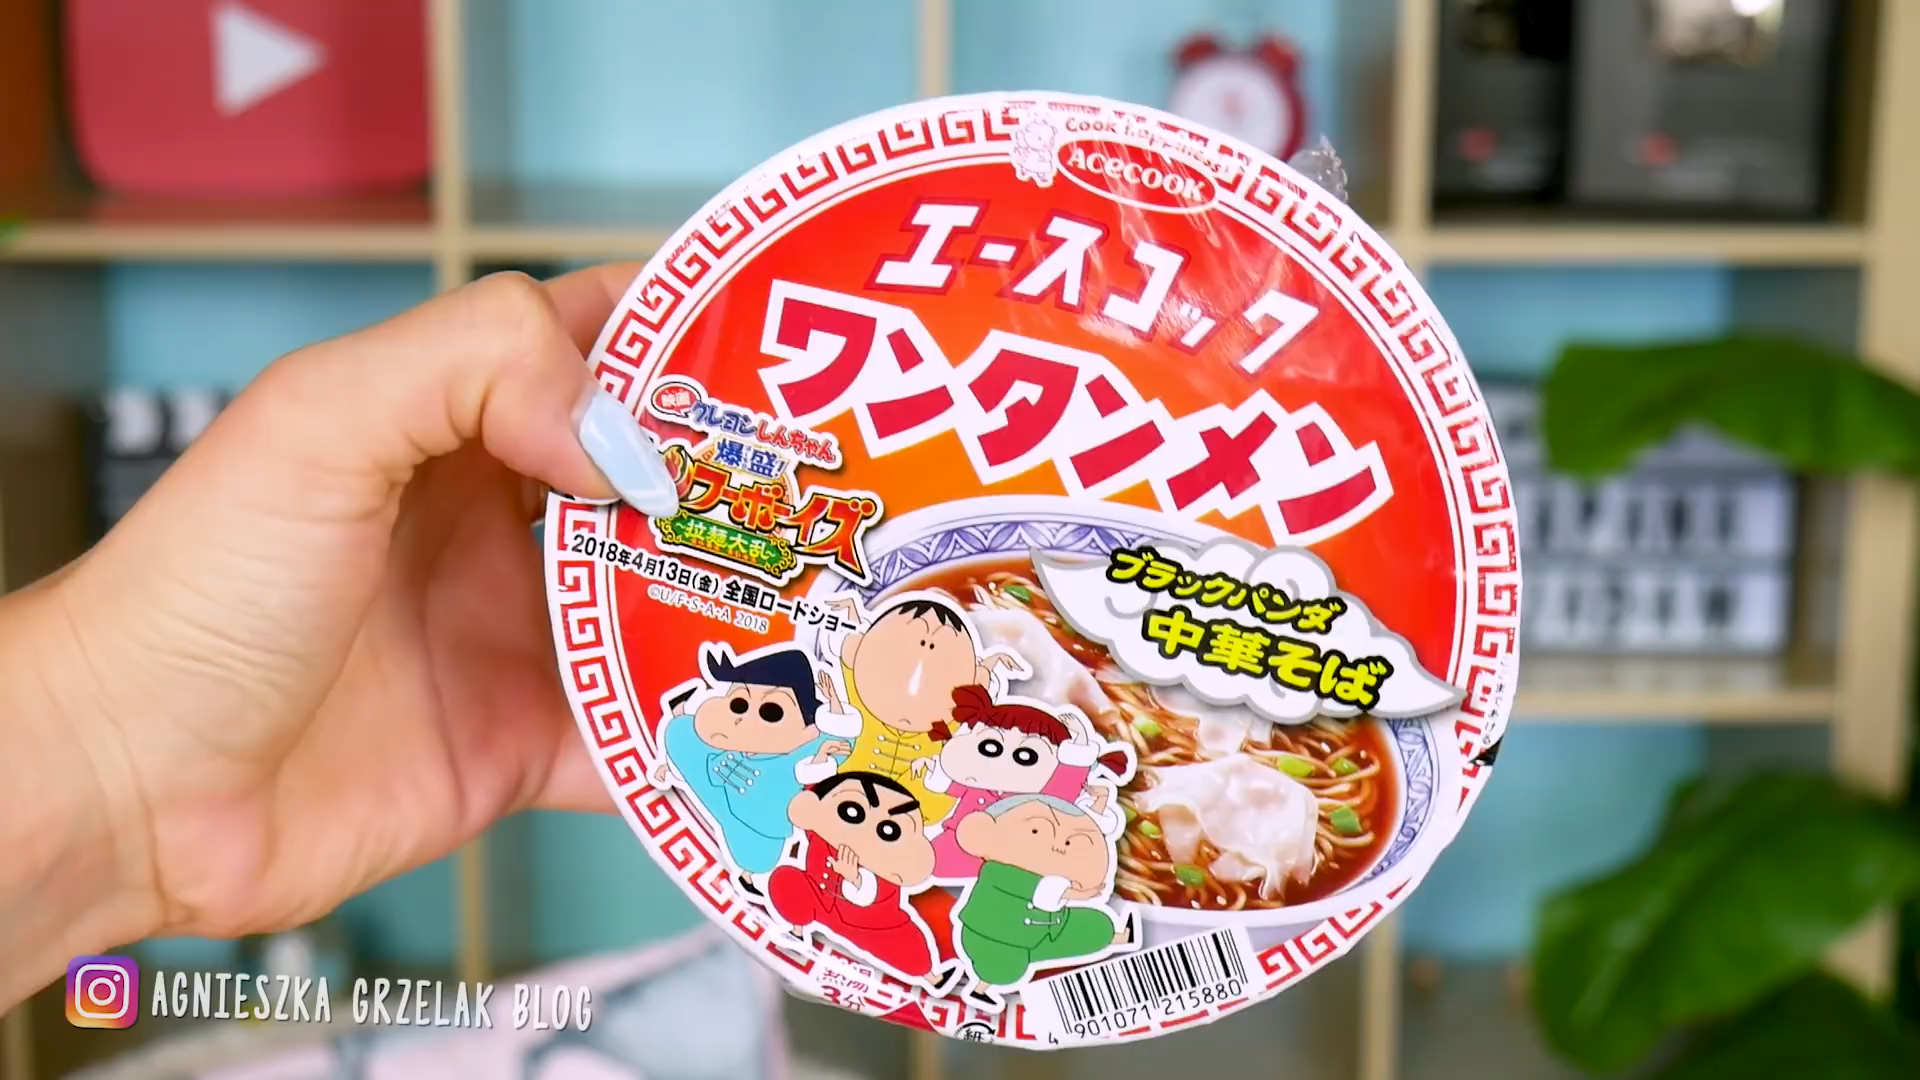 Cook happiness!
Acecook
エースコック
ワンタンメン
映画
クレヨンしんちゃん
爆盛!
フーボーイズ
~拉麺大乱~
2018年4月13日(金) 全国ロードショー
©U/F・S・A・A 2018
ブラックパンダ
中華そば
熱湯
3分
紙
4 901071 215880
AGNIESZKA GRZELAK BLOG